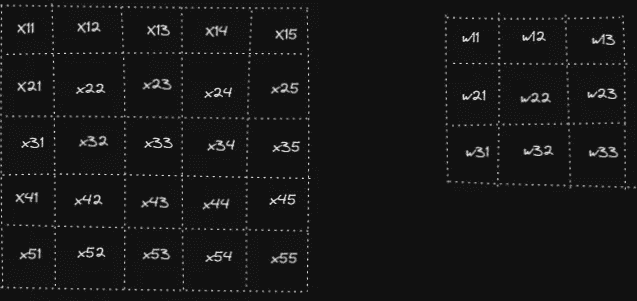 X11 X12 X13 X14 X15
X21 x22 x23 x24 x25
x31 x32 x33 x34 x35
X41 x42 x43 x44 x45
x51 x52 x53 x54 x55
w11 w12 w13
w21 w22 w23
w31 w32 w33